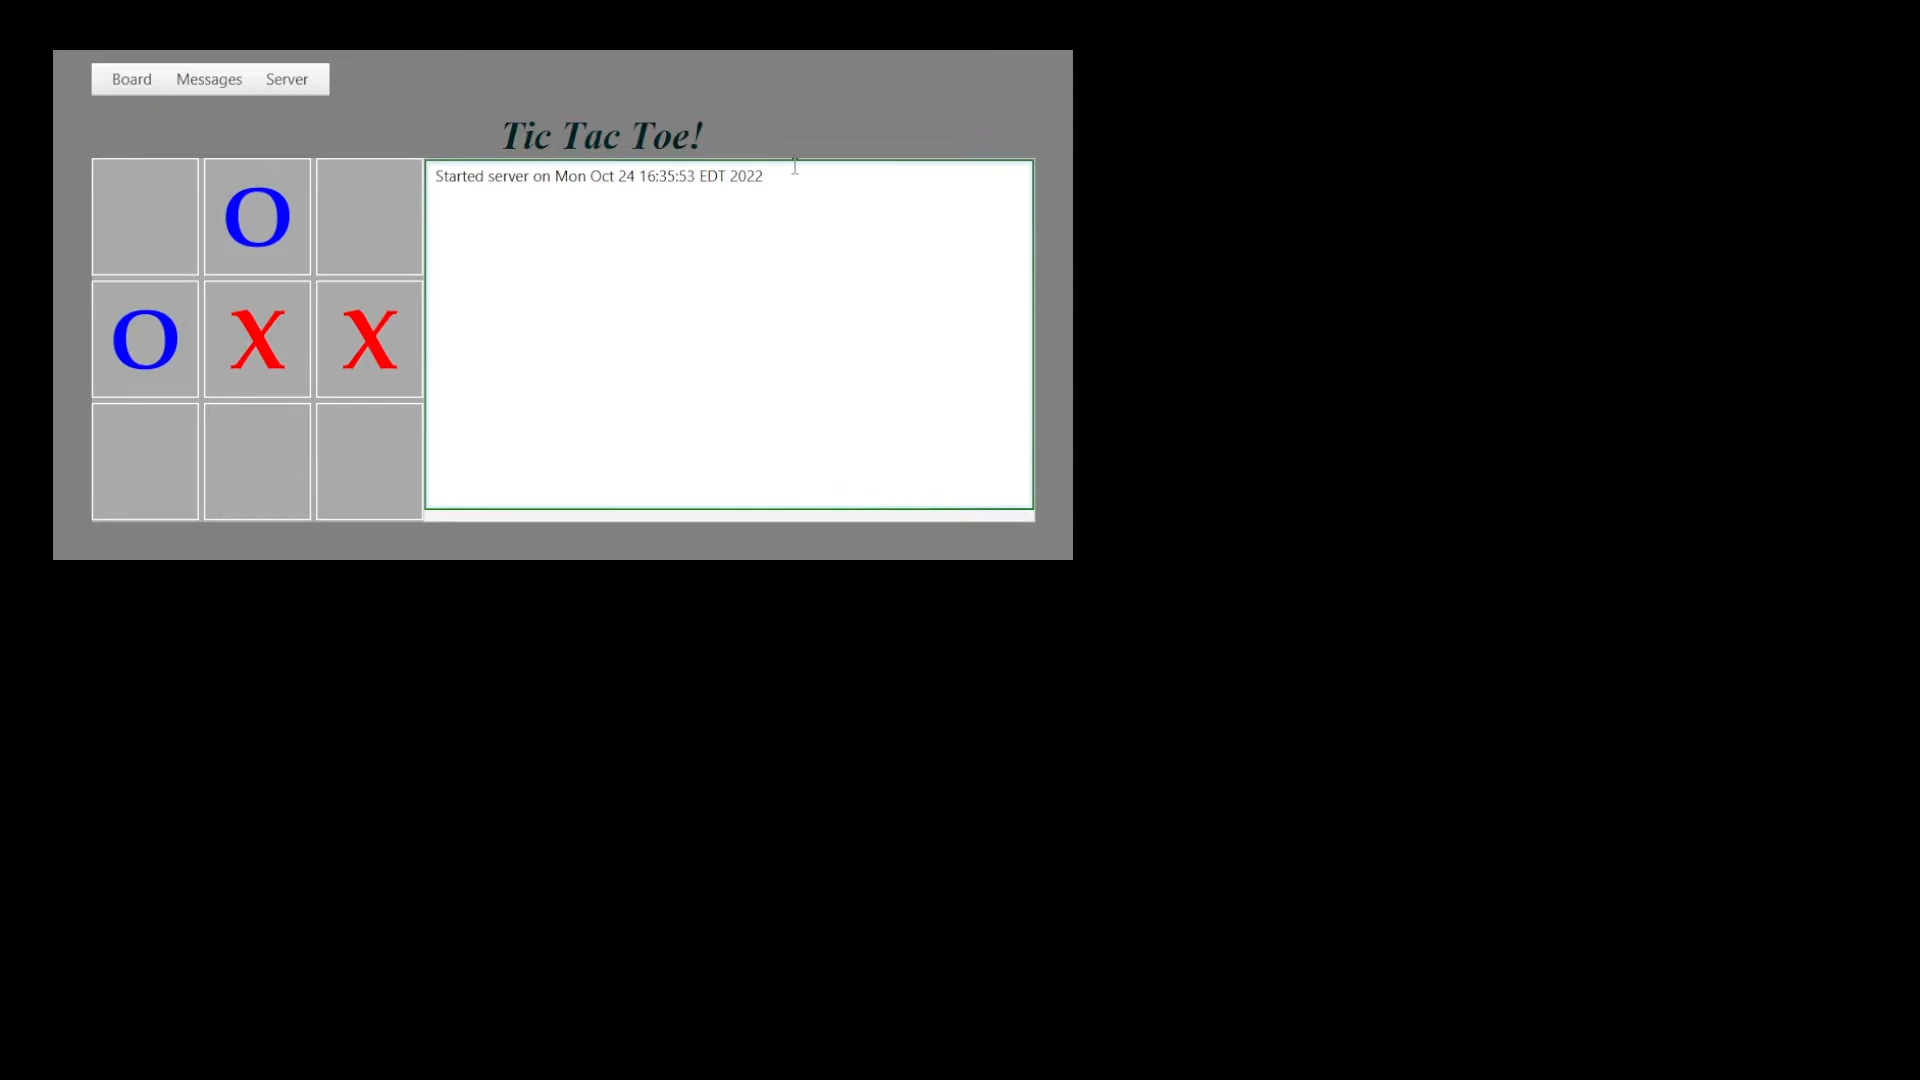 Board Messages Server
Tic Tac Toe!
Started server on Mon Oct 24 16:35:53 EDT 2022
O
O X X